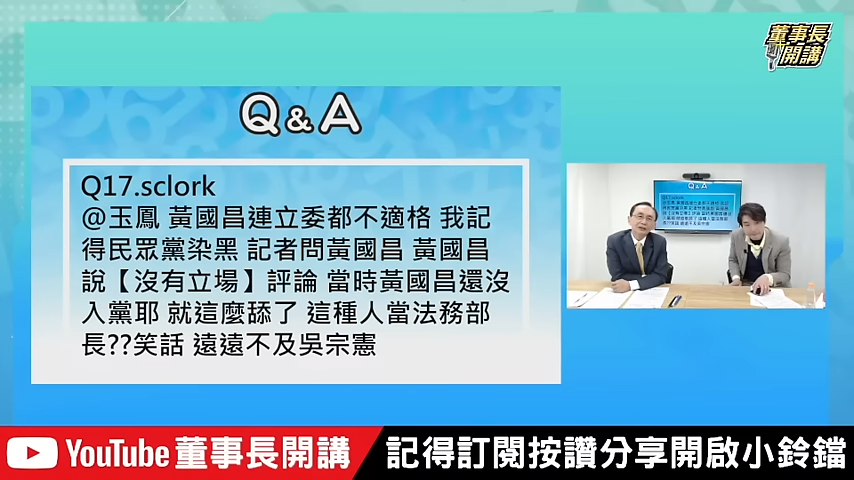 董事長
開講
Q&A
Q17.sclork
@玉鳳 黃國昌連立委都不適格 我記
得民眾黨染黑 記者問黃國昌 黃國昌
說【沒有立場】評論 當時黃國昌還沒
入黨耶 就這麼舔了 這種人當法務部
長??笑話 遠遠不及吳宗憲
Q&A
YouTube 董事長開講
記得訂閱按讚分享開啟小鈴鐺